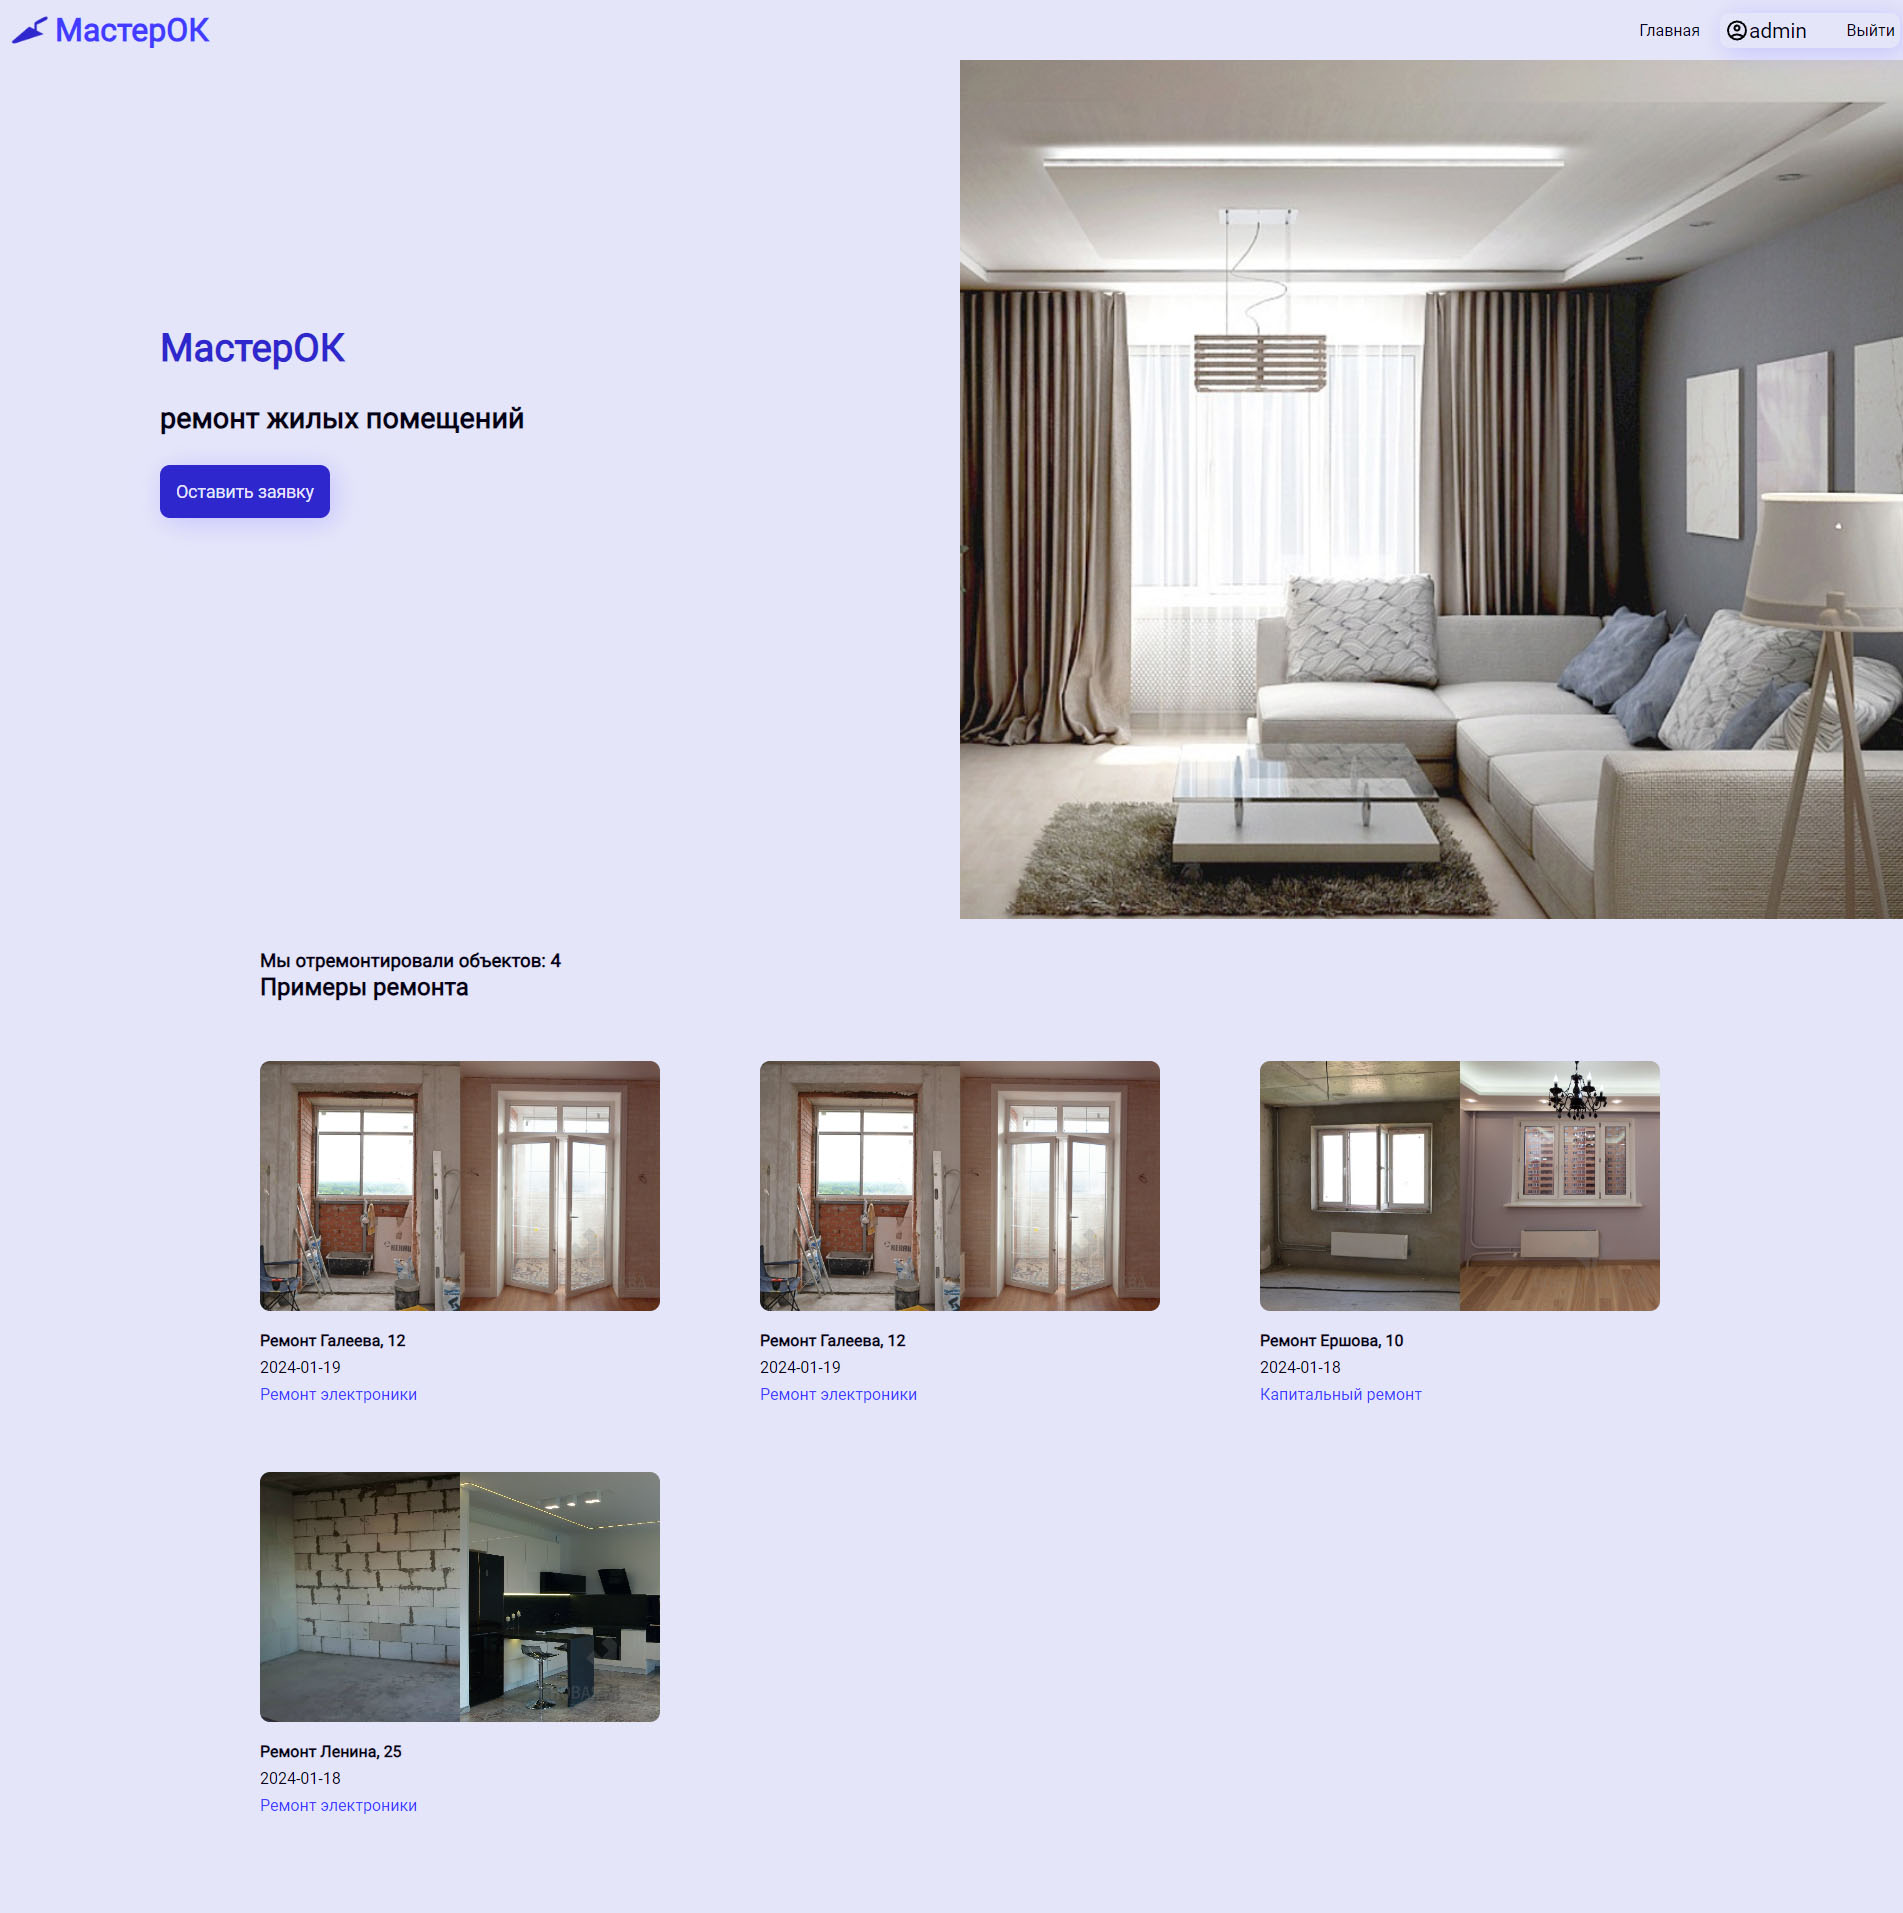 МастерОК
Главная
admin
Выйти
МастерОК
ремонт жилых помещений
Оставить заявку
Мы отремонтировали объектов: 4
Примеры ремонта
Ремонт Галеева, 12
2024-01-19
Ремонт электроники
Ремонт Галеева, 12
2024-01-19
Ремонт электроники
Ремонт Ершова, 10
2024-01-18
Капитальный ремонт
Ремонт Ленина, 25
2024-01-18
Ремонт электроники